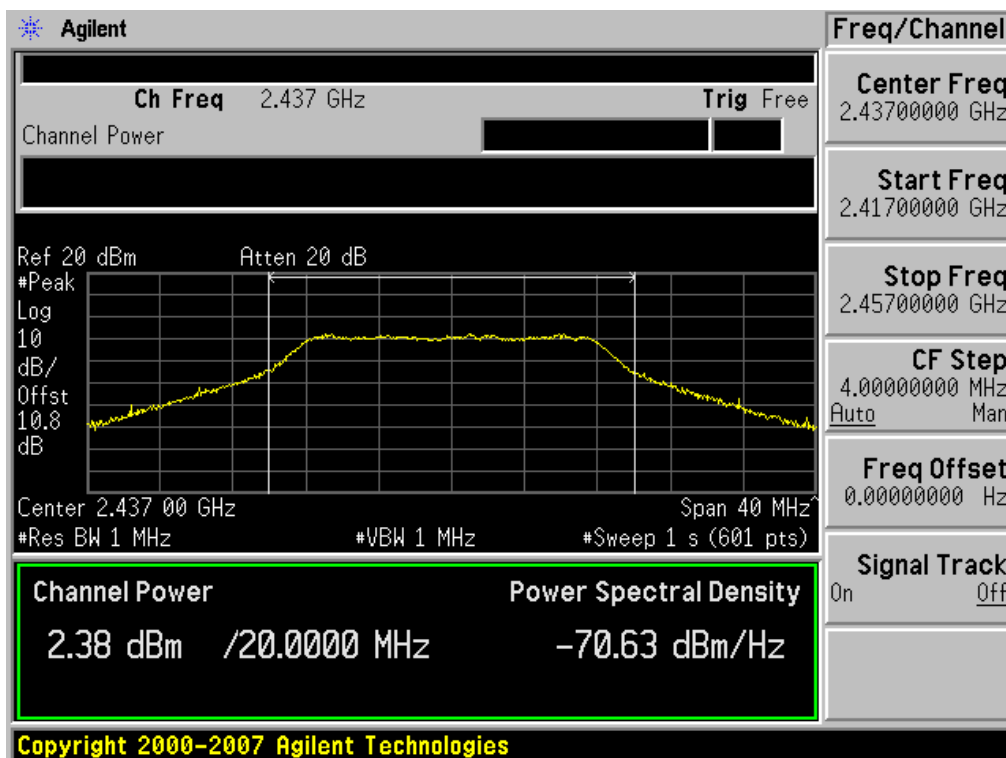 Agilent
Freq/Channel
Ch Freq 2.437 GHz Trig Free
Channel Power
Center Freq
2.43700000 GHz
Start Freq
2.41700000 GHz
Stop Freq
2.45700000 GHz
CF Step
4.00000000 MHz
Auto Man
Freq Offset
0.00000000 Hz
Signal Track
On Off
Ref 20 dBm Atten 20 dB
#Peak
Log
10
dB/
Offst
10.8
dB
Center 2.437 00 GHz Span 40 MHz^
#Res BW 1 MHz #VBW 1 MHz #Sweep 1 s (601 pts)
Channel Power Power Spectral Density
2.38 dBm /20.0000 MHz -70.63 dBm/Hz
Copyright 2000-2007 Agilent Technologies